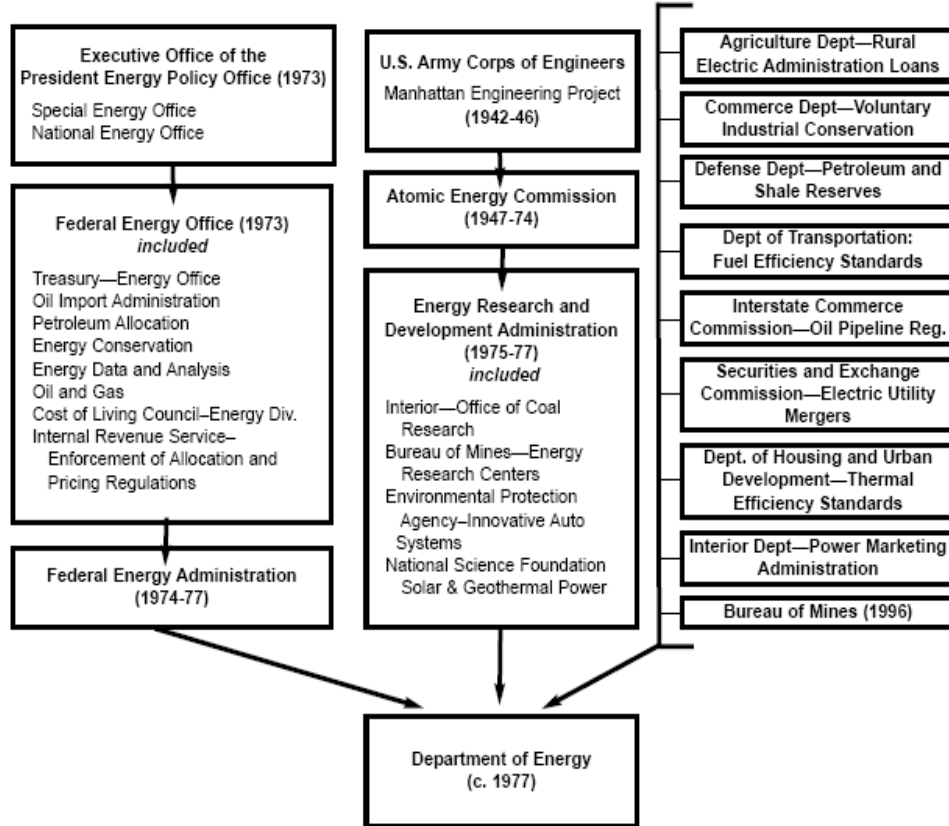 Executive Office of the
President Energy Policy Office (1973)
Special Energy Office
National Energy Office
Federal Energy Office (1973)
included
Treasury—Energy Office
Oil Import Administration
Petroleum Allocation
Energy Conservation
Energy Data and Analysis
Oil and Gas
Cost of Living Council–Energy Div.
Internal Revenue Service–
Enforcement of Allocation and
Pricing Regulations
Federal Energy Administration
(1974-77)
U.S. Army Corps of Engineers
Manhattan Engineering Project
(1942-46)
Atomic Energy Commission
(1947-74)
Energy Research and
Development Administration
(1975-77)
included
Interior—Office of Coal
Research
Bureau of Mines—Energy
Research Centers
Environmental Protection
Agency–Innovative Auto
Systems
National Science Foundation
Solar & Geothermal Power
Agriculture Dept—Rural
Electric Administration Loans
Commerce Dept—Voluntary
Industrial Conservation
Defense Dept—Petroleum and
Shale Reserves
Dept of Transportation:
Fuel Efficiency Standards
Interstate Commerce
Commission—Oil Pipeline Reg.
Securities and Exchange
Commission—Electric Utility
Mergers
Dept. of Housing and Urban
Development—Thermal
Efficiency Standards
Interior Dept—Power Marketing
Administration
Bureau of Mines (1996)
Department of Energy
(c. 1977)